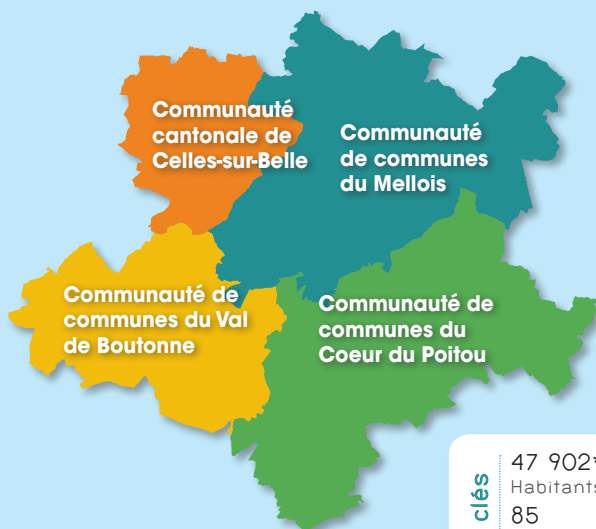 Communauté
cantonale de
Celles-sur-Belle
Communauté
de communes
du Mellois
Communauté de
communes du Val
de Boutonne
Communauté de
communes du
Coeur du Poitou
clés
47 902*
Habitants
85